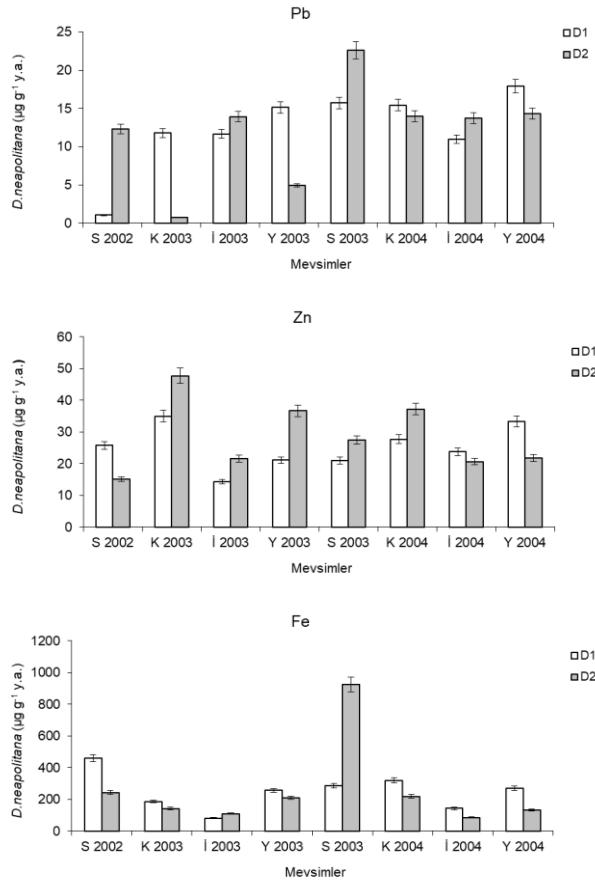 Pb
D1
D2
D.neapolitana (µg g⁻¹ y.a.)
25
20
15
10
5
0
S 2002 K 2003 İ 2003 Y 2003 S 2003 K 2004 İ 2004 Y 2004
Mevsimler
Zn
D1
D2
D.neapolitana (µg g⁻¹ y.a.)
60
50
40
30
20
10
0
S 2002 K 2003 İ 2003 Y 2003 S 2003 K 2004 İ 2004 Y 2004
Mevsimler
Fe
D1
D2
D.neapolitana (µg g⁻¹ y.a.)
1200
1000
800
600
400
200
0
S 2002 K 2003 İ 2003 Y 2003 S 2003 K 2004 İ 2004 Y 2004
Mevsimler